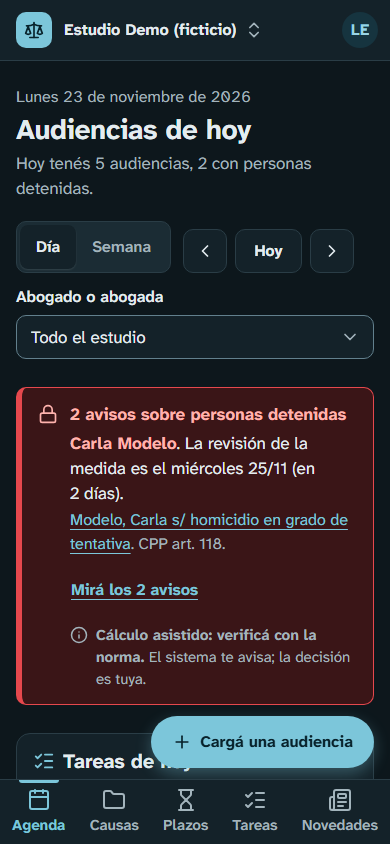 Estudio Demo (ficticio)
LE
Lunes 23 de noviembre de 2026
Audiencias de hoy
Hoy tenés 5 audiencias, 2 con personas
detenidas.
Día
Semana
Hoy
Abogado o abogada
Todo el estudio
2 avisos sobre personas detenidas
Carla Modelo. La revisión de la
medida es el miércoles 25/11 (en
2 días).
Modelo, Carla s/ homicidio en grado de
tentativa. CPP art. 118.
Mirá los 2 avisos
Cálculo asistido: verificá con la
norma. El sistema te avisa; la decisión
es tuya.
Cargá una audiencia
Tareas de hoy
Agenda
Causas
Plazos
Tareas
Novedades